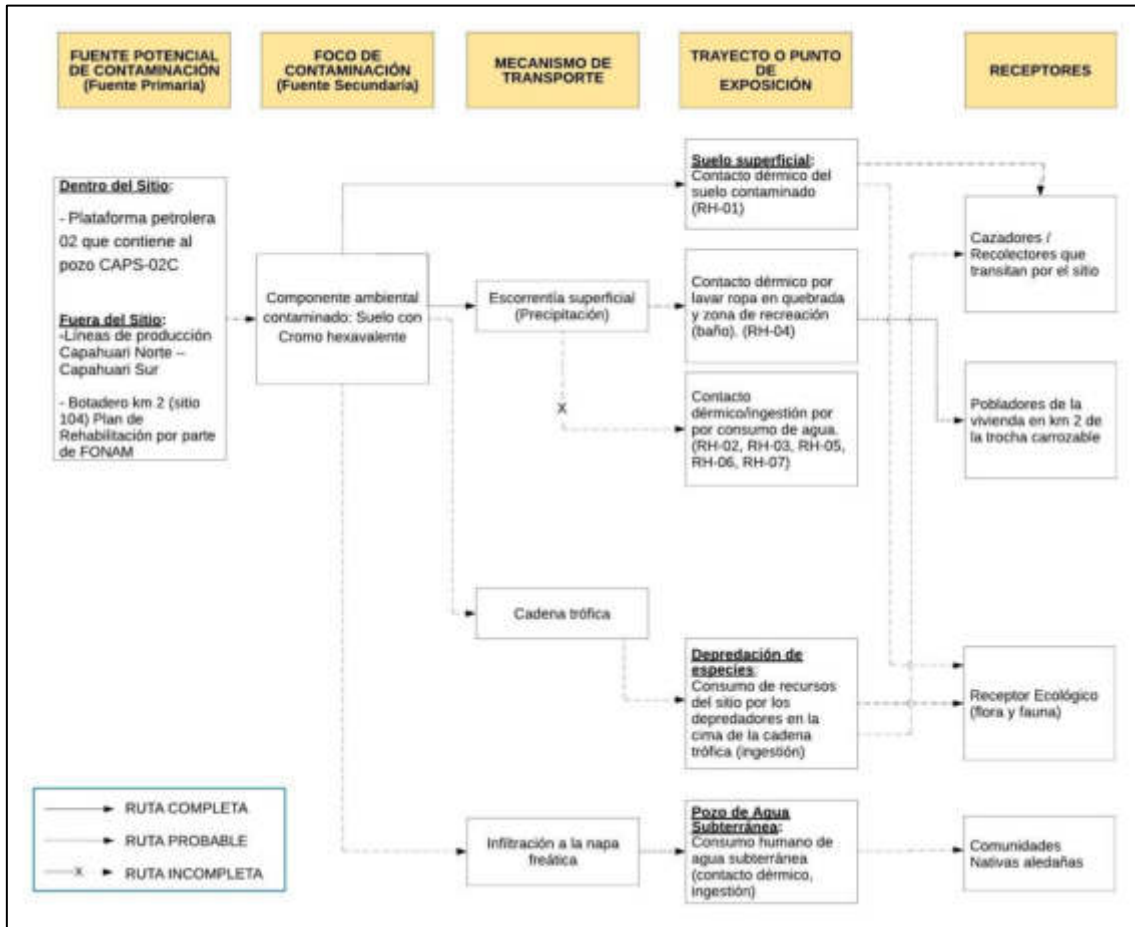 FUENTE POTENCIAL
DE CONTAMINACIÓN
(Fuente Primaria)
FOCO DE
CONTAMINACIÓN
(Fuente Secundaría)
MECANISMO DE
TRANSPORTE
TRAYECTO O PUNTO
DE
EXPOSICIÓN
RECEPTORES
Dentro del Sitio:
- Plataforma petrolera
02 que contiene al
pozo CAPS-02C
Fuera del Sitio:
-Líneas de producción
Capahuari Norte –
Capahuari Sur
- Botadero km 2 (sitio
104) Plan de
Rehabilitación por parte
de FONAM
Componente ambiental
contaminado: Suelo con
Cromo hexavalente
Escorrentía superficial
(Precipitación)
X
Cadena trófica
Infiltración a la napa
freática
Suelo superficial:
Contacto dérmico del
suelo contaminado
(RH-01)
Contacto dérmico por
lavar ropa en quebrada
y zona de recreación
(baño). (RH-04)
Contacto
dérmico/ingestión por
por consumo de agua.
(RH-02, RH-03, RH-05,
RH-06, RH-07)
Depredación de
especies:
Consumo de recursos
del sitio por los
depredadores en la
cima de la cadena
trófica (ingestión)
Pozo de Agua
Subterránea:
Consumo humano de
agua subterránea
(contacto dérmico,
ingestión)
Cazadores /
Recolectores que
transitan por el sitio
Pobladores de la
vivienda en km 2 de
la trocha carrozable
Receptor Ecológico
(flora y fauna)
Comunidades
Nativas aledañas
RUTA COMPLETA
RUTA PROBABLE
X RUTA INCOMPLETA